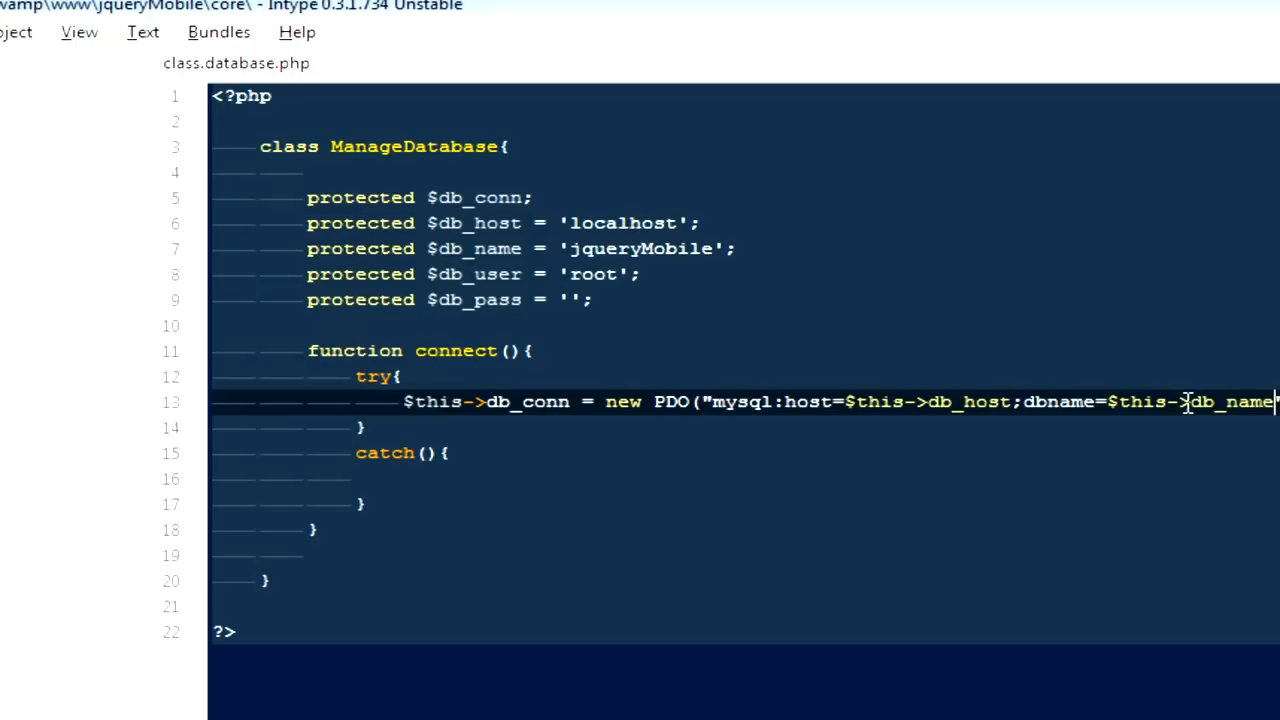 wamp\www\jqueryMobile\core\ - Intype 0.3.1.734 Unstable
oject View Text Bundles Help
class.database.php
1 <?php
2
3 class ManageDatabase{
4
5 protected $db_conn;
6 protected $db_host = 'localhost';
7 protected $db_name = 'jqueryMobile';
8 protected $db_user = 'root';
9 protected $db_pass = '';
10
11 function connect(){
12 try{
13 $this->db_conn = new PDO("mysql:host=$this->db_host;dbname=$this->db_name"
14 }
15 catch(){
16
17 }
18 }
19
20 }
21
22 ?>